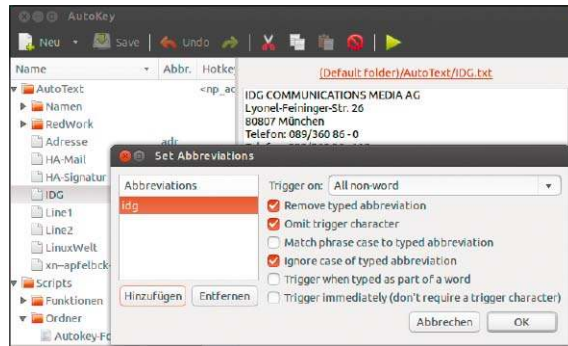 AutoKey
Neu Save Undo
Name Abbr. Hotke
(Default folder)/AutoText/IDG.txt
AutoText <np_ac
Namen
RedWork
Adresse adr
HA-Mail
HA-Signatur
IDG
Line1
Line2
LinuxWelt
xn--apfelbck-
Scripts
Funktionen
Ordner
Autokey-Fo
IDG COMMUNICATIONS MEDIA AG
Lyonel-Feininger-Str. 26
80807 München
Telefon: 089/360 86 - 0
Set Abbreviations
Abbreviations
idg
Hinzufügen Entfernen
Trigger on: All non-word
Remove typed abbreviation
Omit trigger character
Match phrase case to typed abbreviation
Ignore case of typed abbreviation
Trigger when typed as part of a word
Trigger immediately (don't require a trigger character)
Abbrechen OK